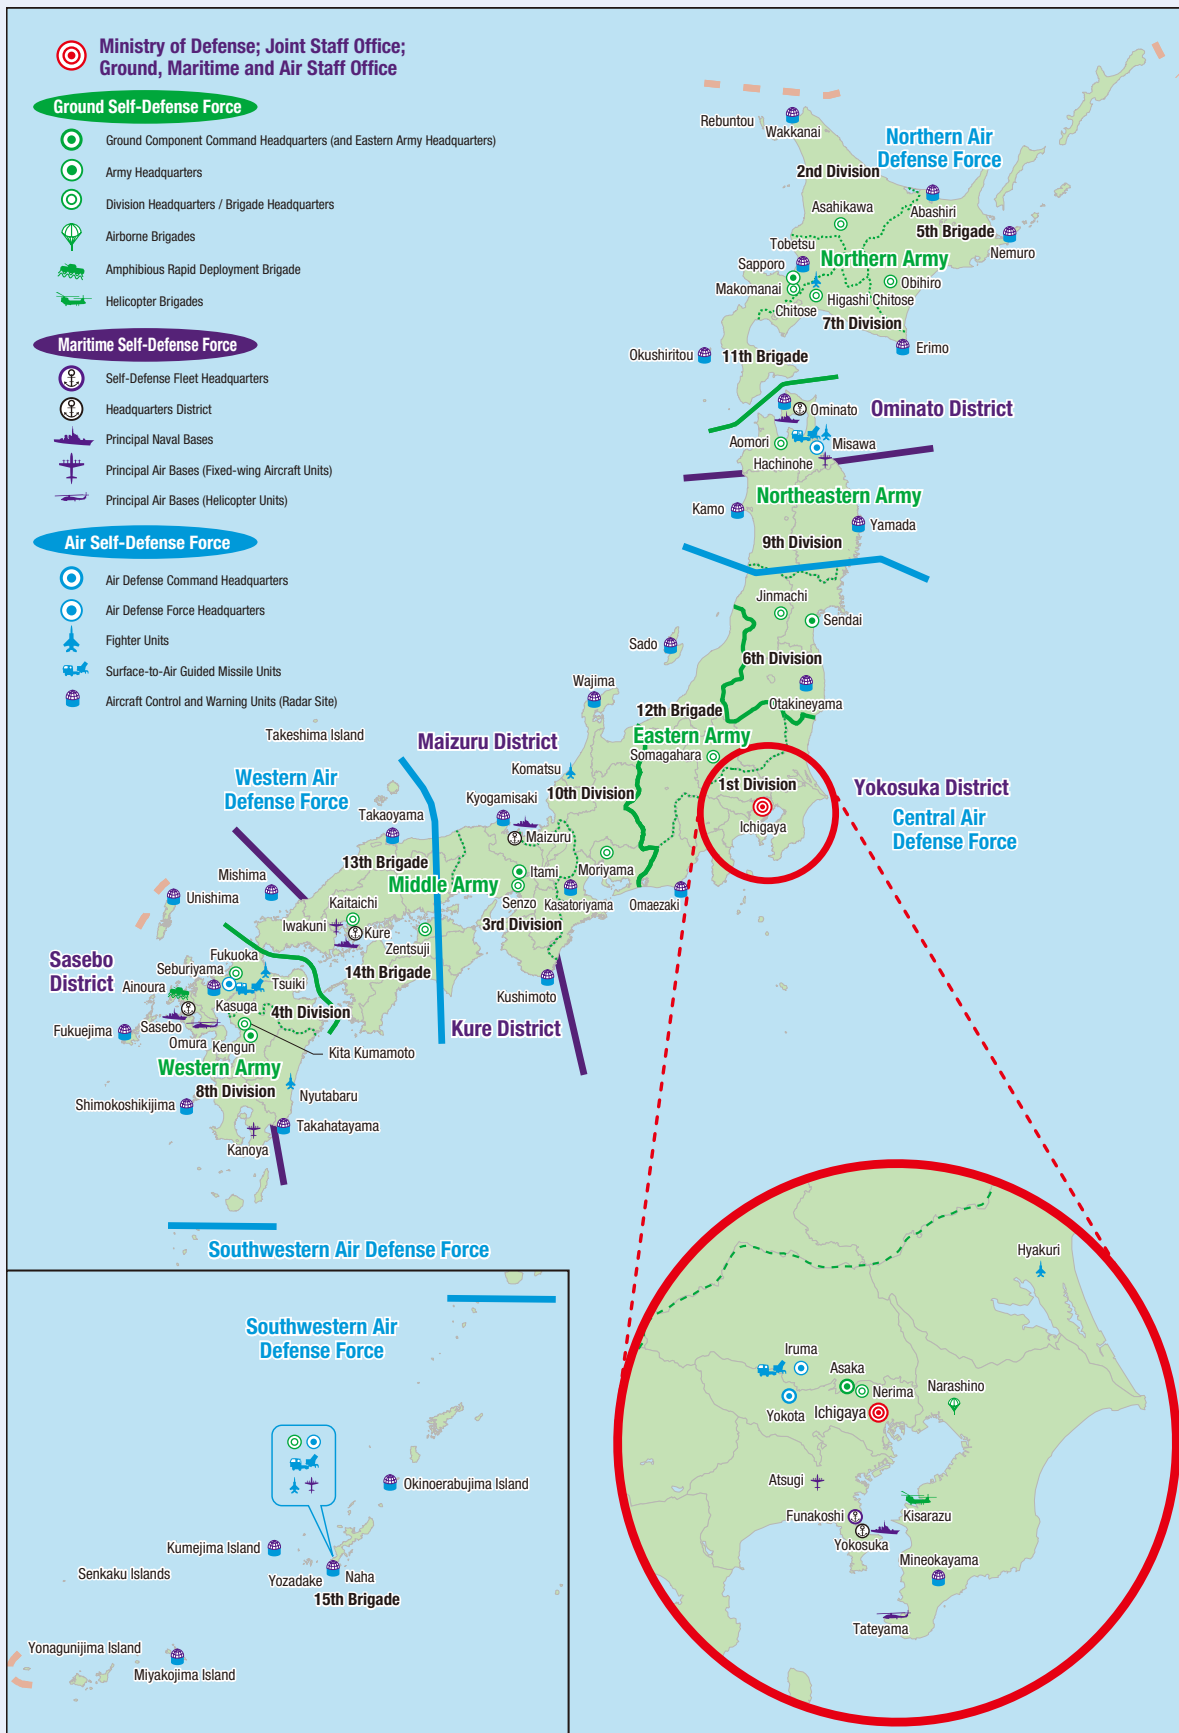 Ministry of Defense; Joint Staff Office;
Ground, Maritime and Air Staff Office
Ground Self-Defense Force
Ground Component Command Headquarters (and Eastern Army Headquarters)
Army Headquarters
Division Headquarters / Brigade Headquarters
Airborne Brigades
Amphibious Rapid Deployment Brigade
Helicopter Brigades
Maritime Self-Defense Force
Self-Defense Fleet Headquarters
Headquarters District
Principal Naval Bases
Principal Air Bases (Fixed-wing Aircraft Units)
Principal Air Bases (Helicopter Units)
Air Self-Defense Force
Air Defense Command Headquarters
Air Defense Force Headquarters
Fighter Units
Surface-to-Air Guided Missile Units
Aircraft Control and Warning Units (Radar Site)
Rebuntou
Wakkanai
Northern Air
Defense Force
2nd Division
Asahikawa
Abashiri
5th Brigade
Nemuro
Tobetsu
Sapporo
Northern Army
Makomanai
Obihiro
Higashi Chitose
Chitose
7th Division
Okushiritou
11th Brigade
Erimo
Ominato
Ominato District
Aomori
Misawa
Hachinohe
Northeastern Army
Kamo
Yamada
9th Division
Jinmachi
Sendai
Sado
6th Division
Wajima
12th Brigade
Otakineyama
Eastern Army
Somagahara
Takeshima Island
Maizuru District
Komatsu
10th Division
1st Division
Ichigaya
Yokosuka District
Central Air
Defense Force
Western Air
Defense Force
Kyogamisaki
Takaoyama
Maizuru
13th Brigade
Middle Army
Itami
Moriyama
Senzo
Kasatoriyama
Omaezaki
Mishima
Unishima
Kaitaichi
Iwakuni
Kure
3rd Division
Zentsuji
14th Brigade
Kushimoto
Kure District
Sasebo
District
Fukuoka
Seburiyama
Tsuiki
Ainoura
Kasuga
4th Division
Fukuejima
Sasebo
Omura
Kengun
Kita Kumamoto
Western Army
8th Division
Nyutabaru
Shimokoshikijima
Takahatayama
Kanoya
Southwestern Air Defense Force
Southwestern Air
Defense Force
Okinoerabujima Island
Kumejima Island
Senkaku Islands
Yozadake
Naha
15th Brigade
Yonagunijima Island
Miyakojima Island
Hyakuri
Iruma
Asaka
Nerima
Narashino
Yokota
Ichigaya
Atsugi
Funakoshi
Kisarazu
Yokosuka
Mineokayama
Tateyama